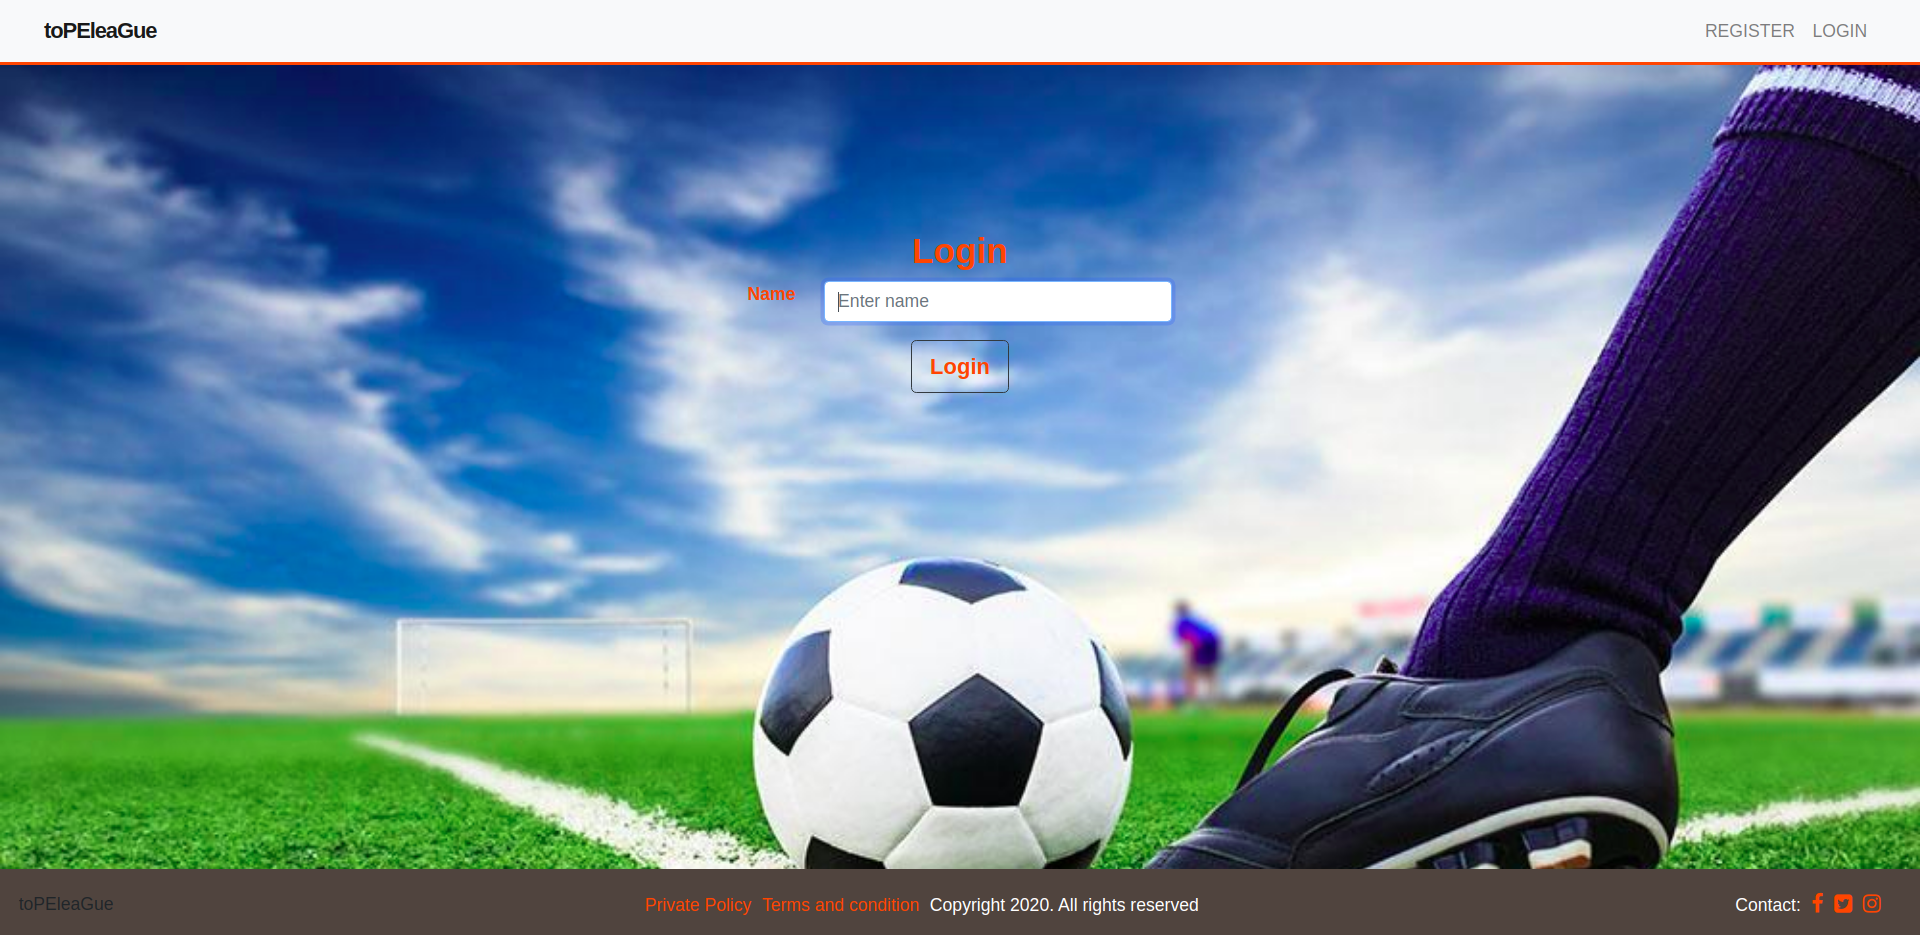 toPEleaGue
REGISTER LOGIN
Login
Name
Enter name
Login
toPEleaGue
Private Policy Terms and condition Copyright 2020. All rights reserved
Contact: